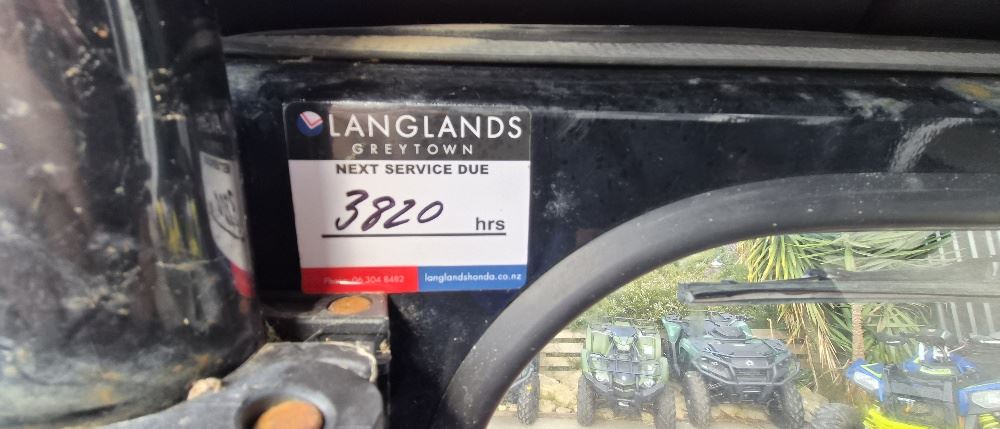 LANGLANDS
GREYTOWN
NEXT SERVICE DUE
3820 hrs
Phone: 06 304 8482
langlandshonda.co.nz